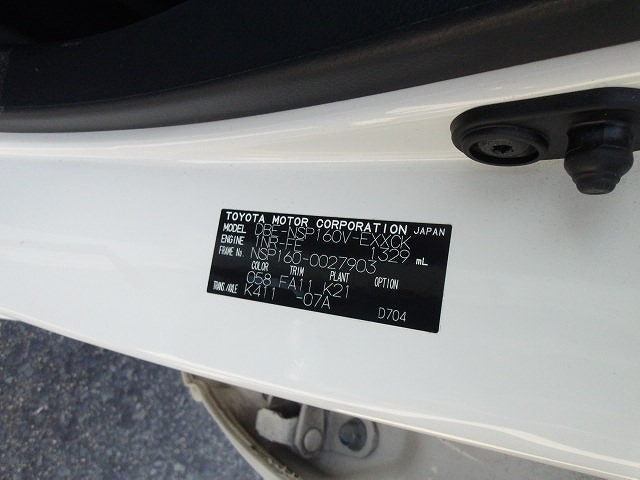 TOYOTA MOTOR CORPORATION JAPAN
MODEL DBE-NSP160V-EXXCK
ENGINE 1NR-FE 1329 mL
FRAME No. NSP160-0027903
COLOR TRIM PLANT OPTION
058 FA11 K21
TRANS./AXLE K411 -07A
D704